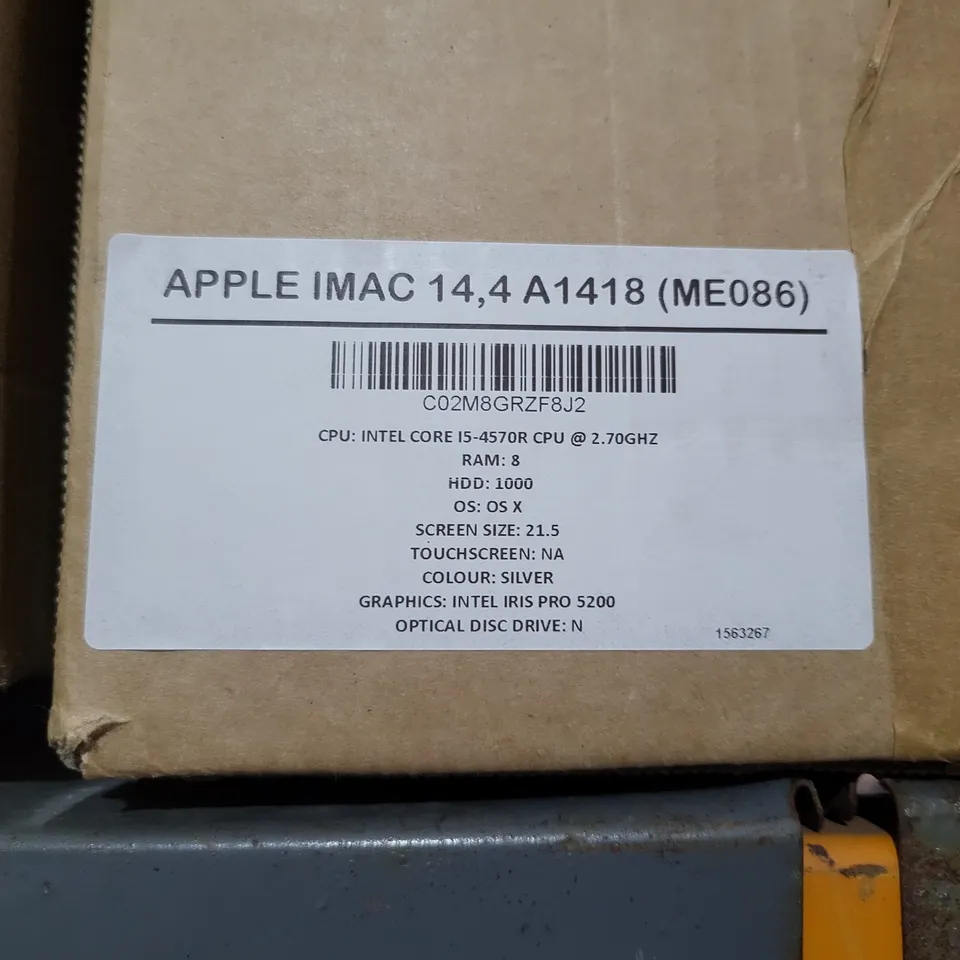 APPLE IMAC 14,4 A1418 (ME086)
C02M8GRZF8J2
CPU: INTEL CORE I5-4570R CPU @ 2.70GHZ
RAM: 8
HDD: 1000
OS: OS X
SCREEN SIZE: 21.5
TOUCHSCREEN: NA
COLOUR: SILVER
GRAPHICS: INTEL IRIS PRO 5200
OPTICAL DISC DRIVE: N
1563267